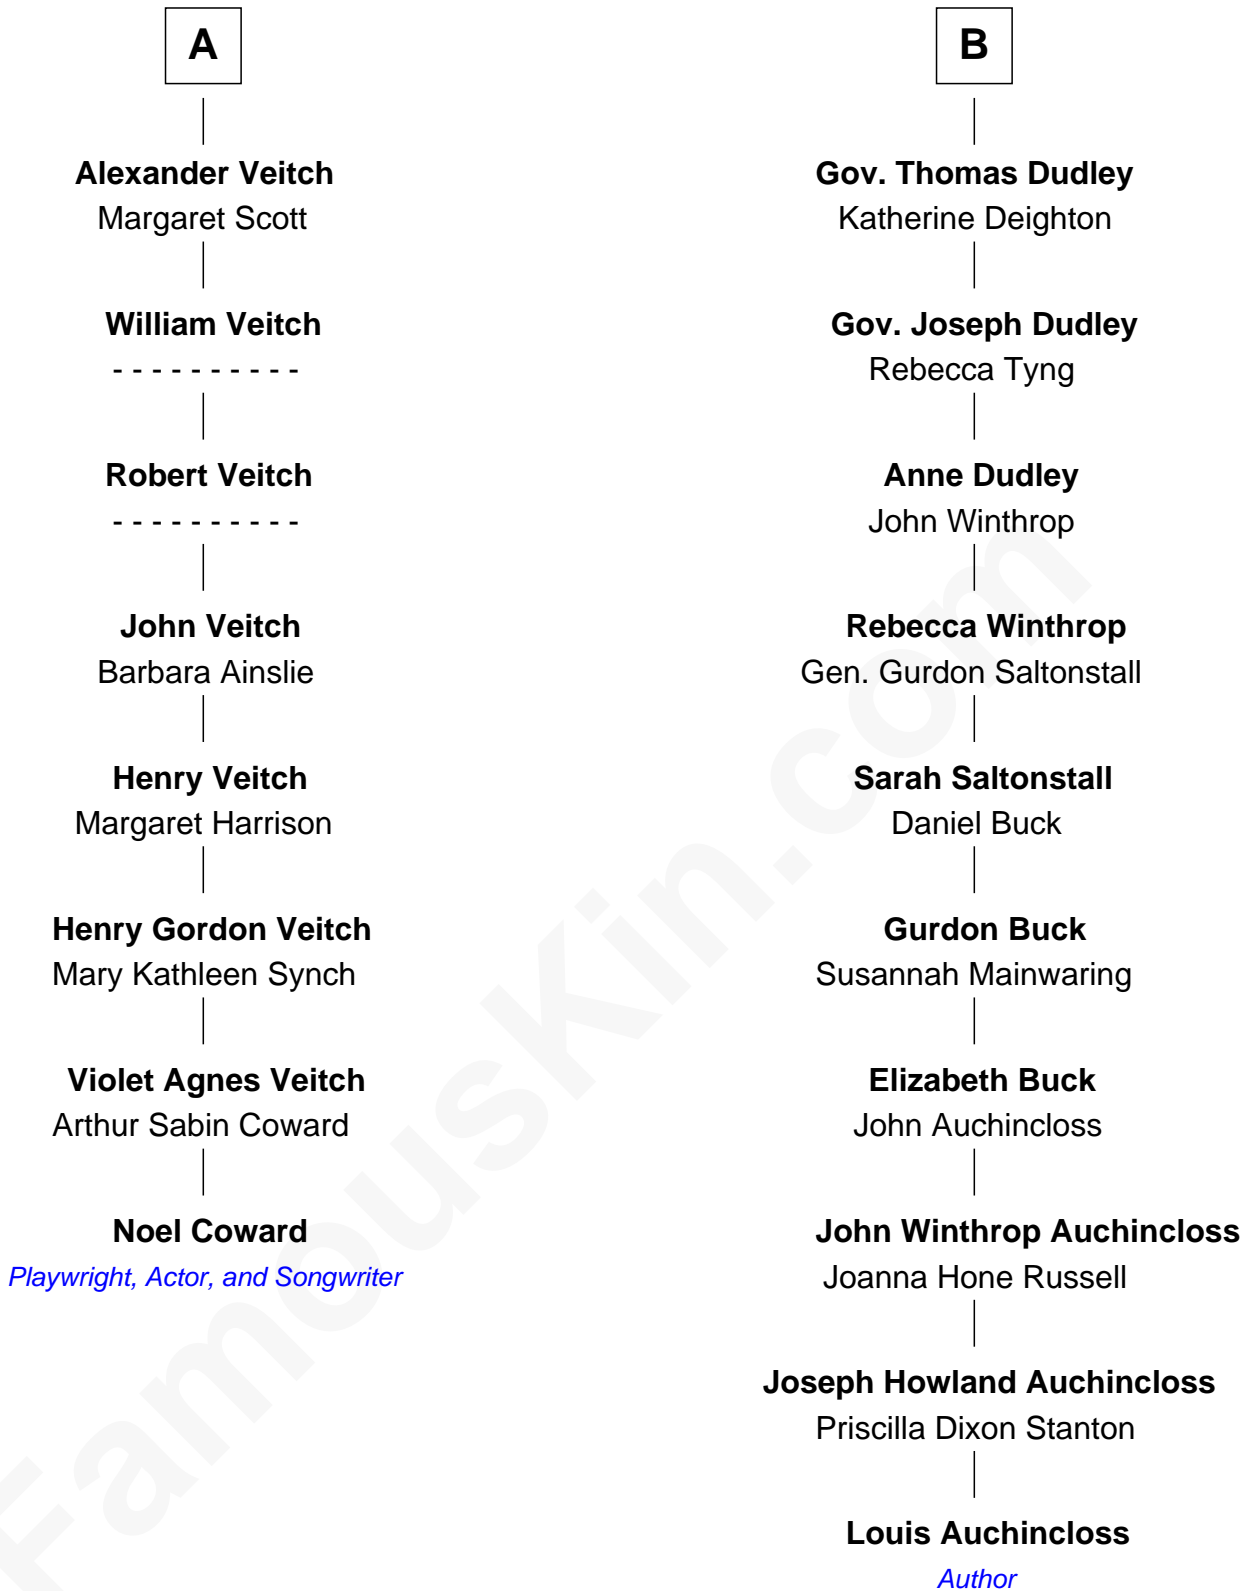 A
Alexander Veitch
Margaret Scott
William Veitch
- - - - - - - - - -
Robert Veitch
- - - - - - - - - -
John Veitch
Barbara Ainslie
Henry Veitch
Margaret Harrison
Henry Gordon Veitch
Mary Kathleen Synch
Violet Agnes Veitch
Arthur Sabin Coward
Noel Coward
Playwright, Actor, and Songwriter
B
Gov. Thomas Dudley
Katherine Deighton
Gov. Joseph Dudley
Rebecca Tyng
Anne Dudley
John Winthrop
Rebecca Winthrop
Gen. Gurdon Saltonstall
Sarah Saltonstall
Daniel Buck
Gurdon Buck
Susannah Mainwaring
Elizabeth Buck
John Auchincloss
John Winthrop Auchincloss
Joanna Hone Russell
Joseph Howland Auchincloss
Priscilla Dixon Stanton
Louis Auchincloss
Author
FamousKin.com